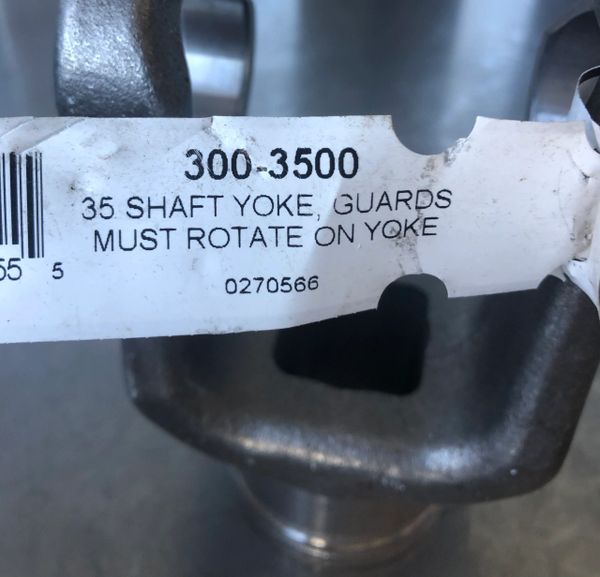 300-3500
35 SHAFT YOKE, GUARDS
MUST ROTATE ON YOKE
5
0270566